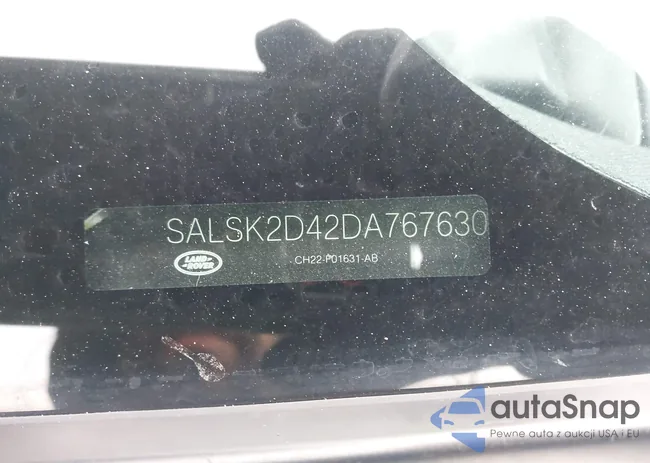 SALSK2D42DA767630
LAND
ROVER
CH22-P01631-AB
autaSnap
Pewne auta z aukcji USA i EU